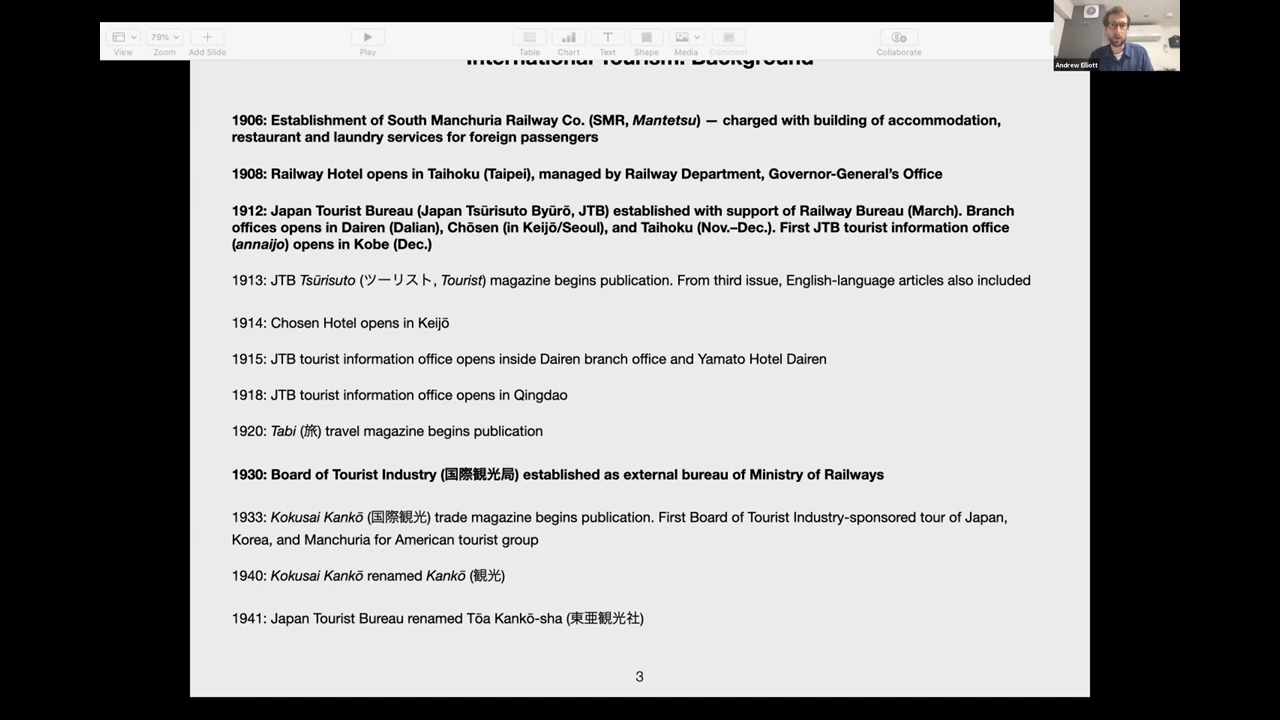 View
79%
Zoom
Add Slide
Play
Table
Chart
Text
Shape
Media
Comment
Collaborate
Andrew Elliott
International Tourism: Background
1906: Establishment of South Manchuria Railway Co. (SMR, Mantetsu) — charged with building of accommodation,
restaurant and laundry services for foreign passengers
1908: Railway Hotel opens in Taihoku (Taipei), managed by Railway Department, Governor-General’s Office
1912: Japan Tourist Bureau (Japan Tsūrisuto Byūrō, JTB) established with support of Railway Bureau (March). Branch
offices opens in Dairen (Dalian), Chōsen (in Keijō/Seoul), and Taihoku (Nov.–Dec.). First JTB tourist information office
(annaijo) opens in Kobe (Dec.)
1913: JTB Tsūrisuto (ツーリスト, Tourist) magazine begins publication. From third issue, English-language articles also included
1914: Chosen Hotel opens in Keijō
1915: JTB tourist information office opens inside Dairen branch office and Yamato Hotel Dairen
1918: JTB tourist information office opens in Qingdao
1920: Tabi (旅) travel magazine begins publication
1930: Board of Tourist Industry (国際観光局) established as external bureau of Ministry of Railways
1933: Kokusai Kankō (国際観光) trade magazine begins publication. First Board of Tourist Industry-sponsored tour of Japan,
Korea, and Manchuria for American tourist group
1940: Kokusai Kankō renamed Kankō (観光)
1941: Japan Tourist Bureau renamed Tōa Kankō-sha (東亜観光社)
3